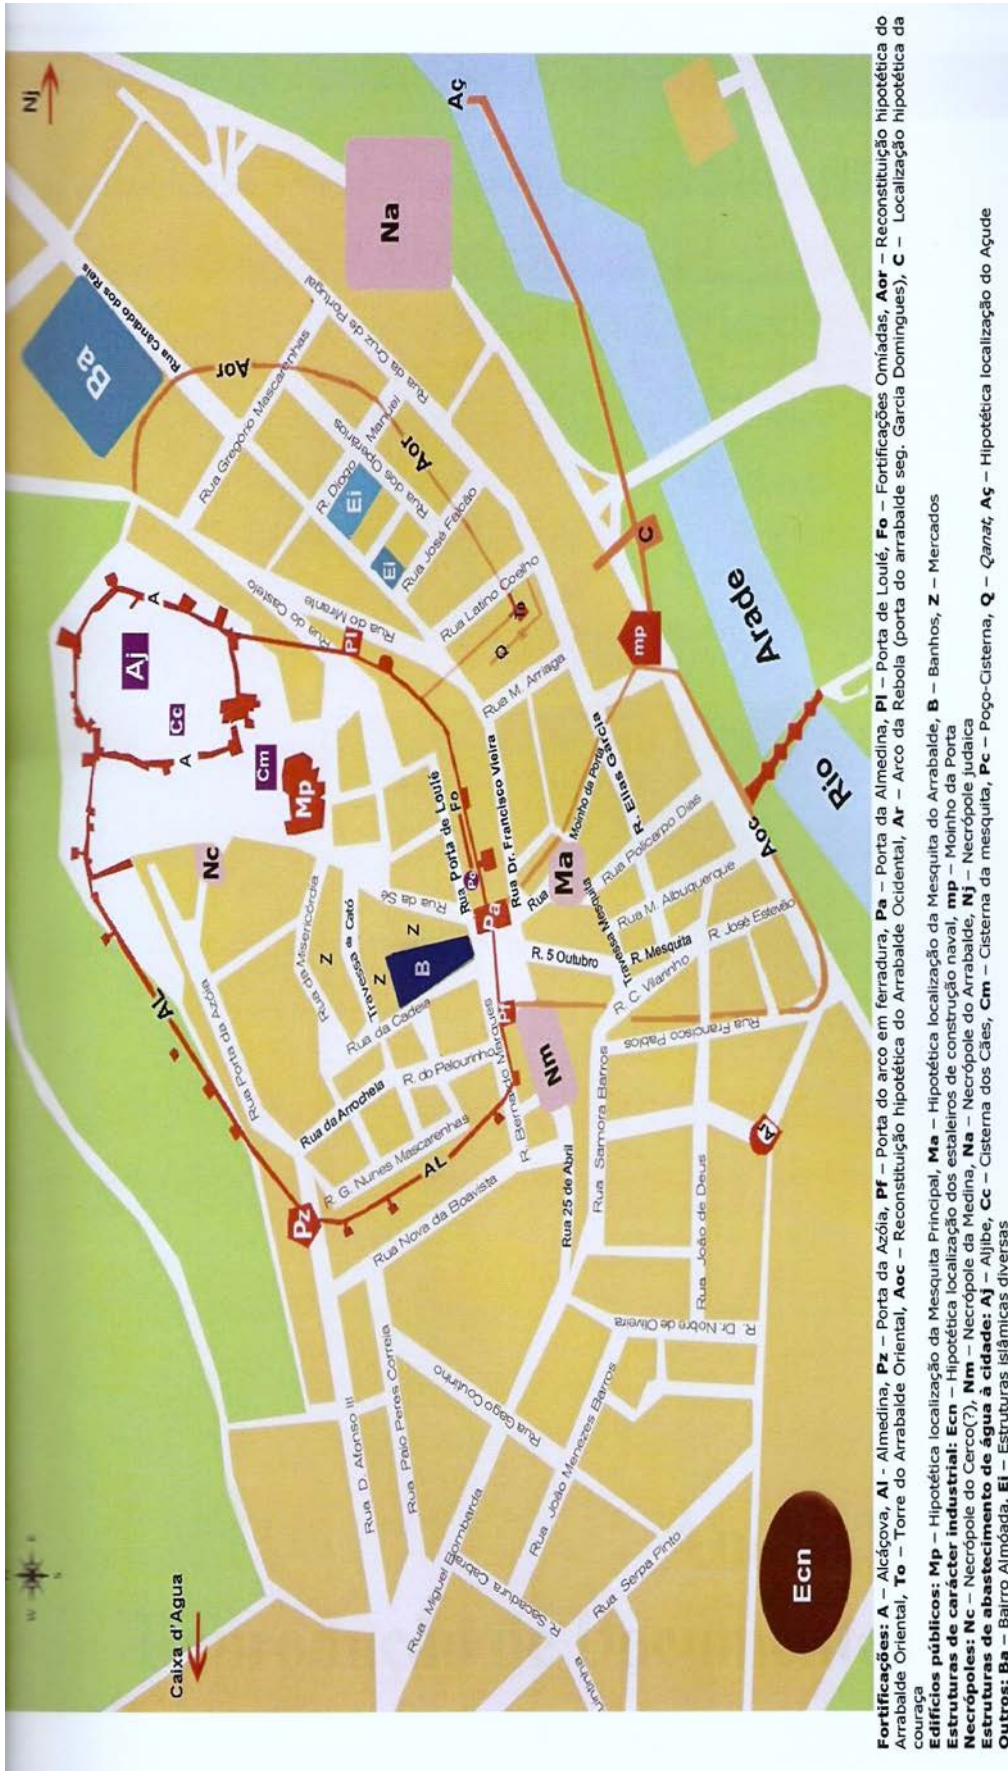 Nj
Aç
Na
Ba
Rua Cândido dos Reis
Rua da Cruz de Portugal
Aor
Rua Gregório Mascarenhas
R. Diogo Manuel
Rua dos Operários
Aor
Ei
Ei
Rua José Falcão
Rua Latino Coelho
Rua do Castelo
Rua do Mirante
Pl
A
Aj
Cc
A
Cm
Mp
Nc
Q
To
C
mp
Arade
Rio
Rua M. Arriaga
Rua Dr. Francisco Vieira
Rua Porta de Loulé
Fo
Pc
Pa
Rua da Sé
R. Elias Garcia
Rua Moinho da Porta
Ma
Rua Policarpo Dias
Travessa Mesquita
Rua M. Albuquerque
R. Mesquita
R. José Estevão
R. 5 Outubro
R. C. Vilarinho
Aoc
Rua Francisco Pablos
Pf
Nm
B
Z
Z
Z
Rua da Misericórdia
Travessa da Cató
Rua da Cadeia
Rua da Arrochela
R. do Pelourinho
R. Bernardo Marques
Rua Porta da Azóia
AL
AL
R. G. Nunes Mascarenhas
Pz
Rua Nova da Boavista
Rua 25 de Abril
Rua Samora Barros
Ar
Rua João de Deus
R. Dr. Nobre de Oliveira
Rua D. Afonso III
Rua Paio Peres Correia
Rua Gago Coutinho
Rua João Menezes Barros
Rua Miguel Bombarda
R. Sacadura Cabral
Rua Serpa Pinto
Ecn
Caixa d'Agua
W
E
Fortificações: A – Alcáçova, Al - Almedina, Pz – Porta da Azóia, Pf – Porta do arco em ferradura, Pa – Porta da Almedina, Pl – Porta de Loulé, Fo – Fortificações Omíadas, Aor – Reconstituição hipotética do
Arrabalde Oriental, To – Torre do Arrabalde Oriental, Aoc – Reconstituição hipotética do Arrabalde Ocidental, Ar – Arco da Rebola (porta do arrabalde seg. Garcia Domingues), C – Localização hipotética da
couraça
Edifícios públicos: Mp – Hipotética localização da Mesquita Principal, Ma – Hipotética localização da Mesquita do Arrabalde, B – Banhos, Z – Mercados
Estruturas de carácter industrial: Ecn – Hipotética localização dos estaleiros de construção naval, mp – Moinho da Porta
Necrópoles: Nc – Necrópole do Cerco(?), Nm – Necrópole da Medina, Na – Necrópole do Arrabalde, Nj – Necrópole judaica
Estruturas de abastecimento de água à cidade: Aj – Aljibe, Cc – Cisterna dos Cães, Cm – Cisterna da mesquita, Pc – Poço-Cisterna, Q – Qanat, Aç – Hipotética localização do Açude
Outros: Ba – Bairro Almóada, Ei – Estruturas islâmicas diversas